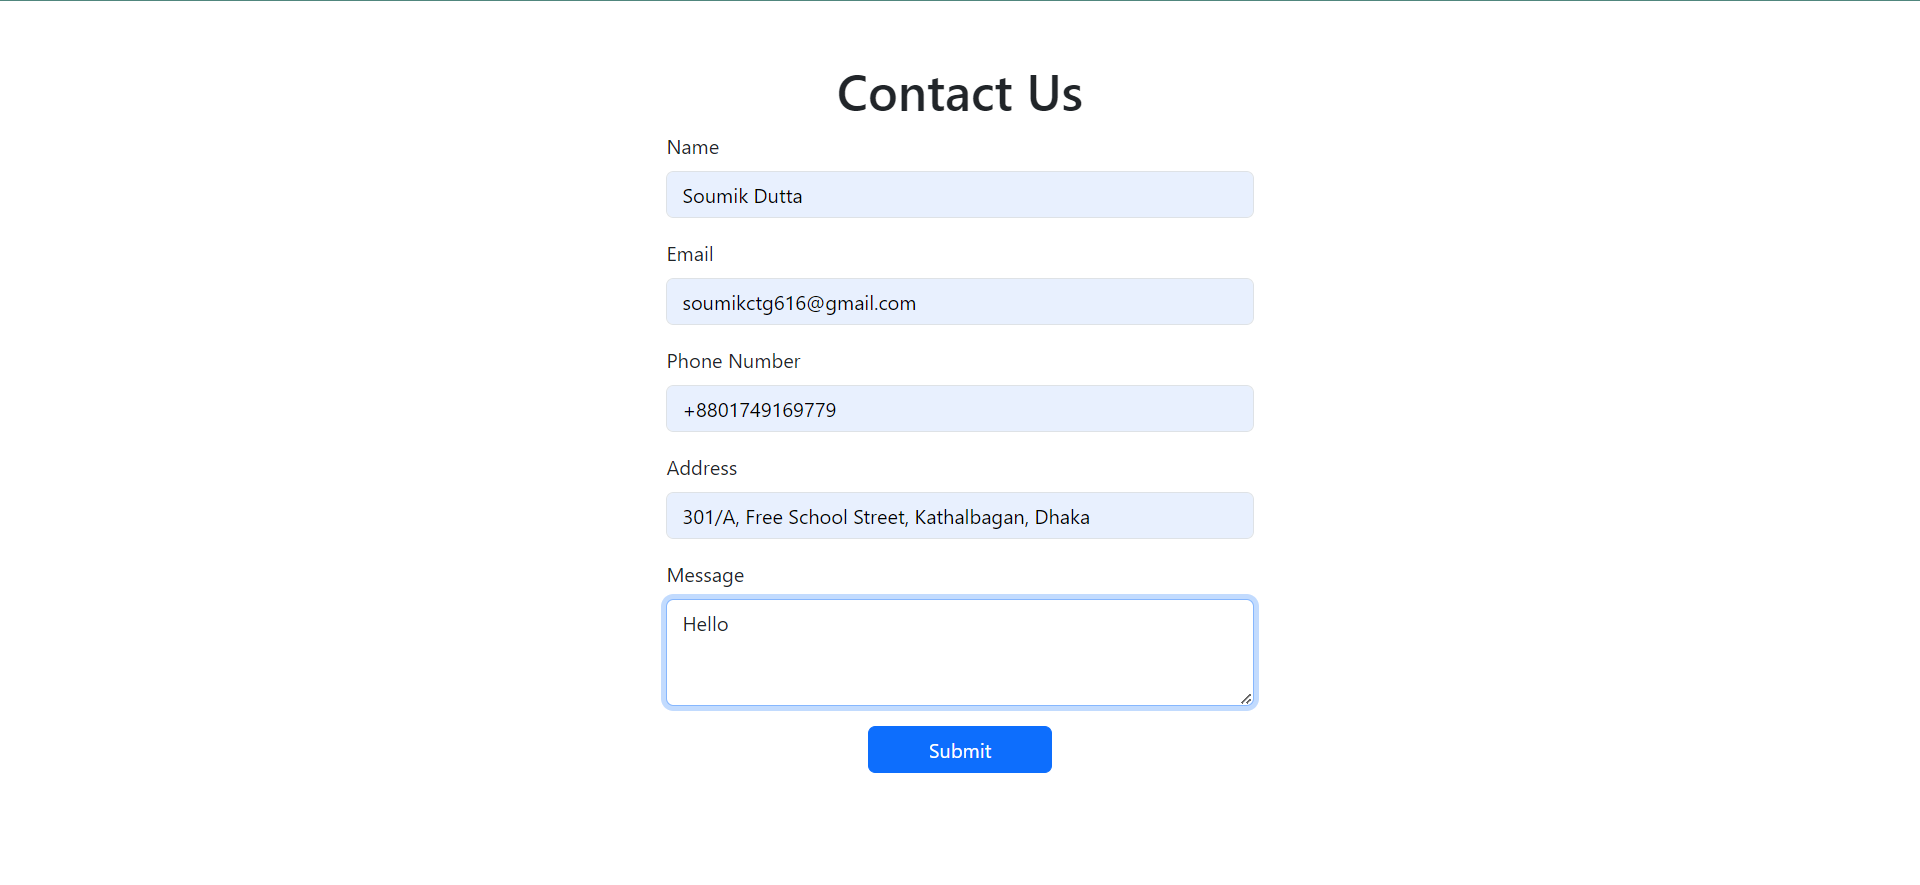 Contact Us
Name
Soumik Dutta
Email
soumikctg616@gmail.com
Phone Number
+8801749169779
Address
301/A, Free School Street, Kathalbagan, Dhaka
Message
Hello
Submit